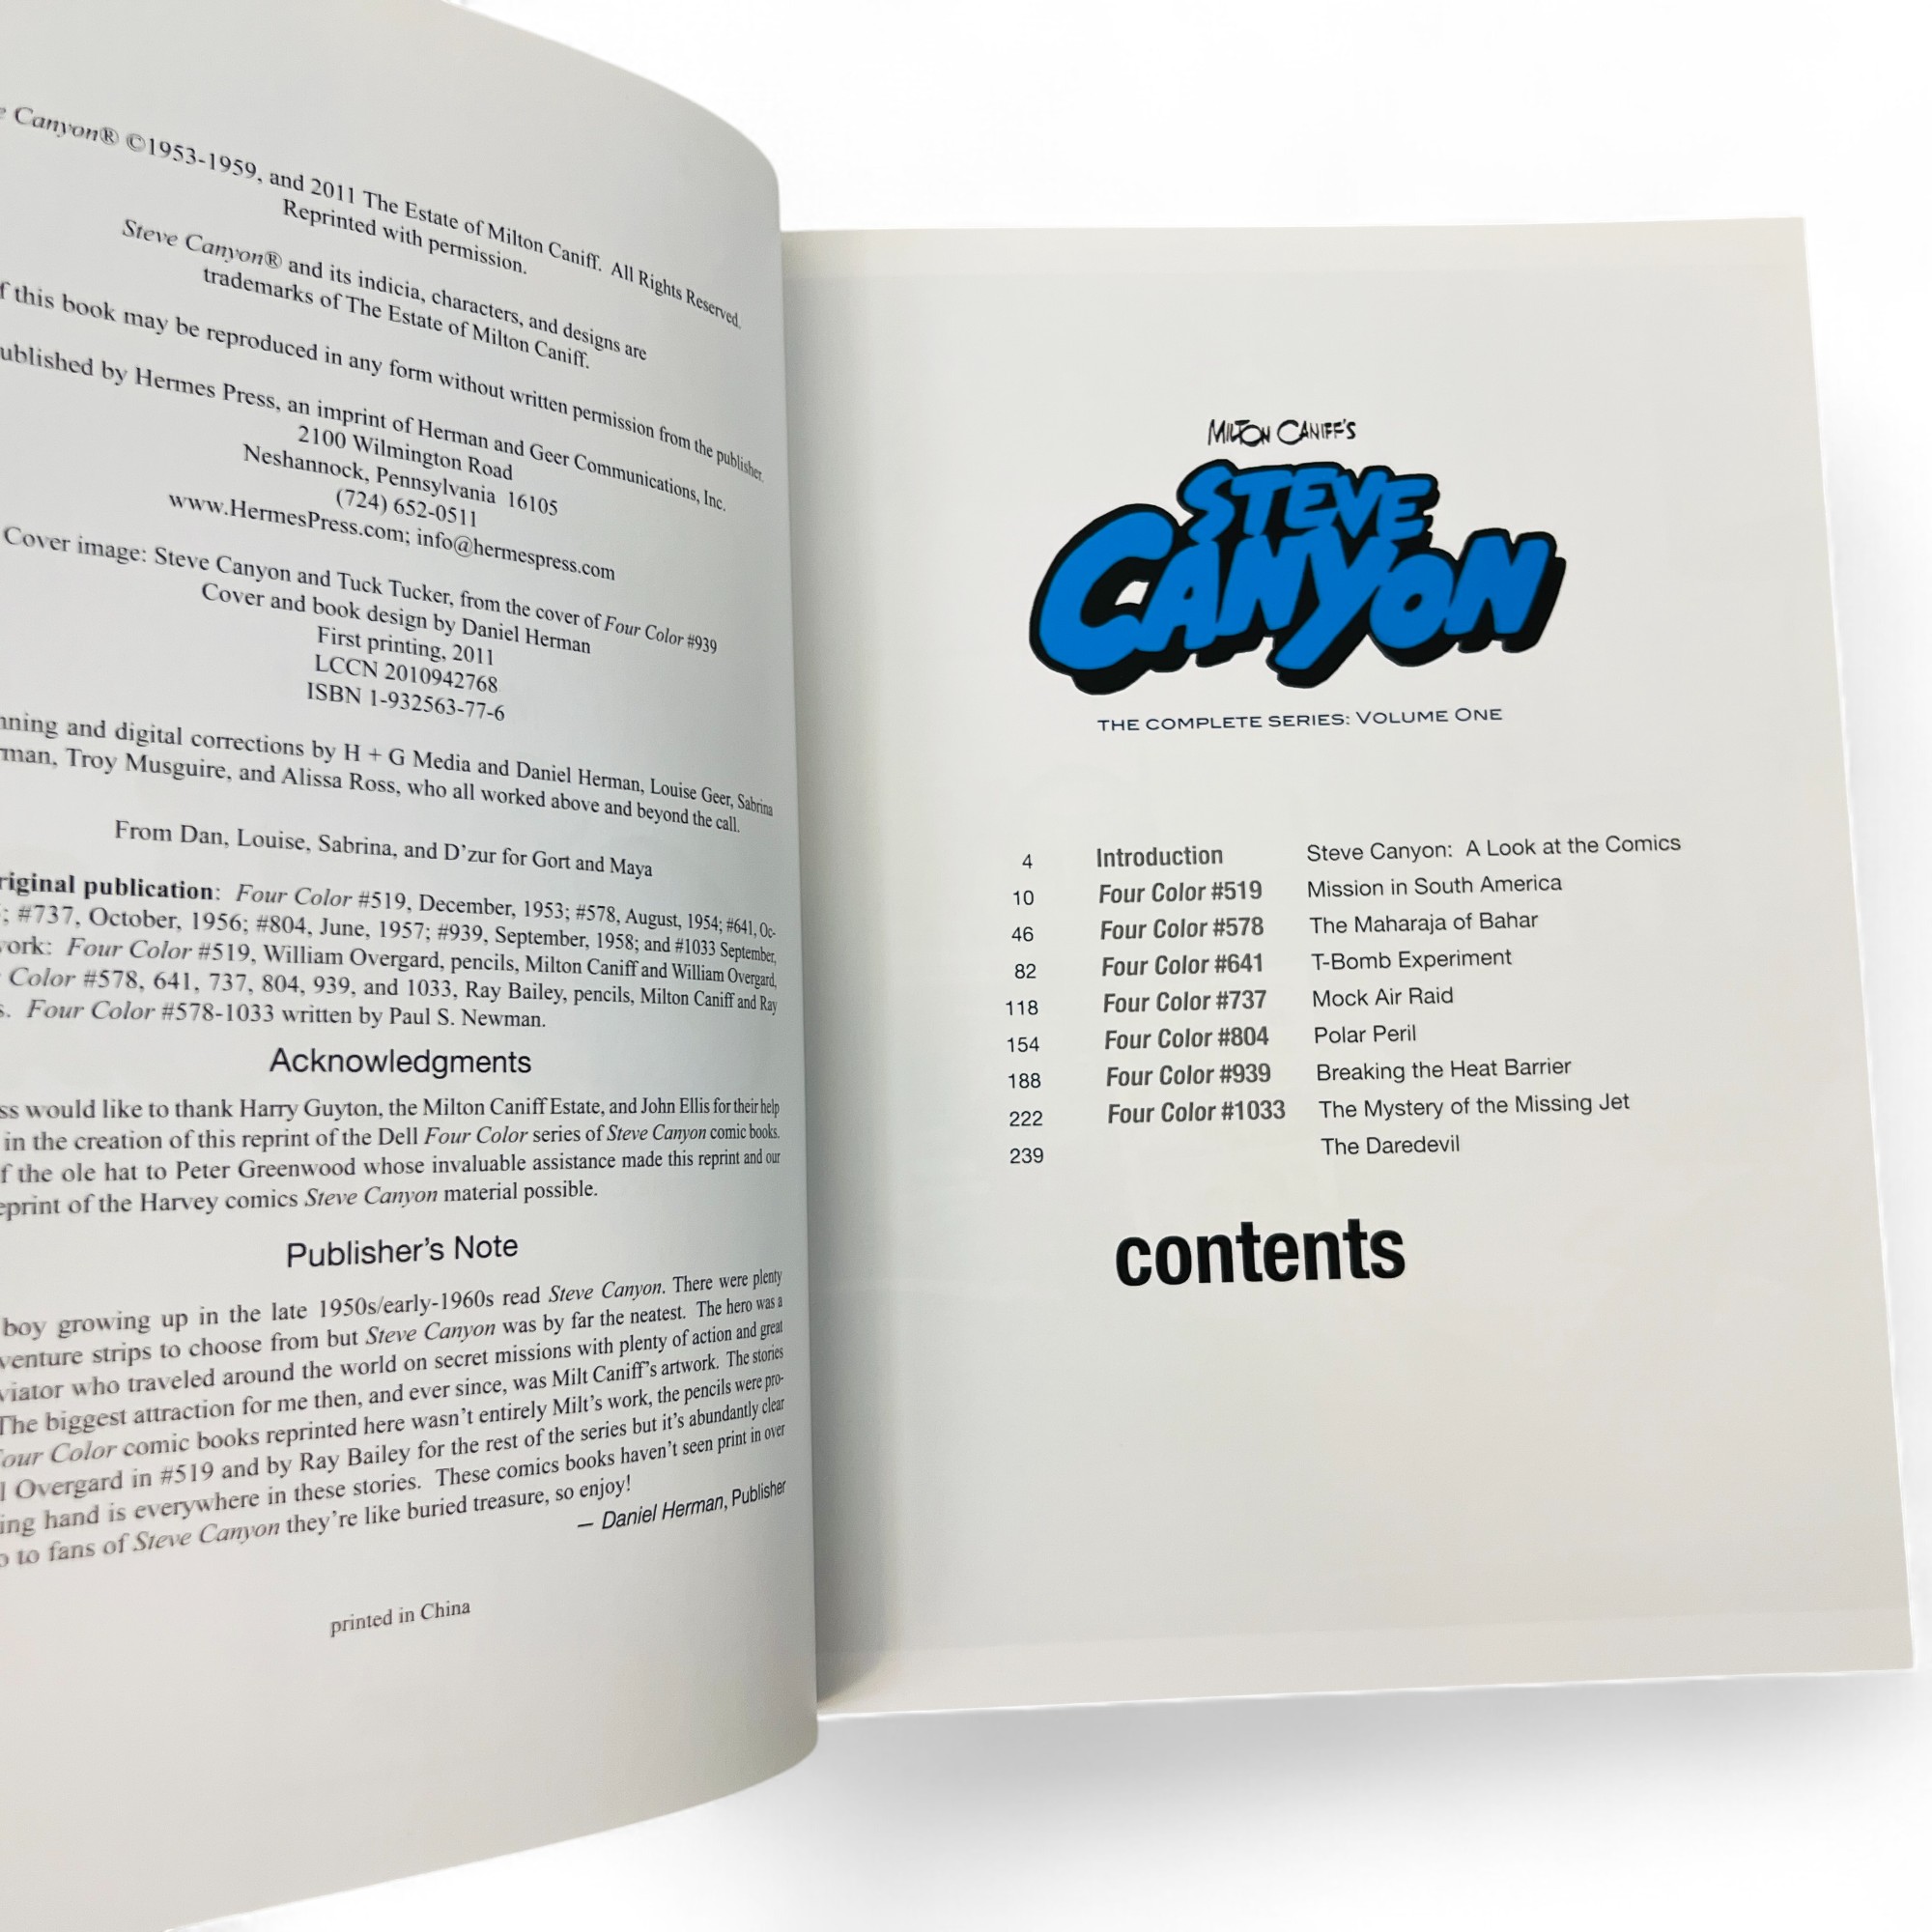 Canyon® ©1953-1959, and 2011 The Estate of Milton Caniff. All Rights Reserved.
Reprinted with permission.
Steve Canyon® and its indicia, characters, and designs are
trademarks of The Estate of Milton Caniff.
this book may be reproduced in any form without written permission from the publisher.
ublished by Hermes Press, an imprint of Herman and Geer Communications, Inc.
2100 Wilmington Road
Neshannock, Pennsylvania 16105
(724) 652-0511
www.HermesPress.com; info@hermespress.com
Cover image: Steve Canyon and Tuck Tucker, from the cover of Four Color #939
Cover and book design by Daniel Herman
First printing, 2011
LCCN 2010942768
ISBN 1-932563-77-6
nning and digital corrections by H + G Media and Daniel Herman, Louise Geer, Sabrina
rman, Troy Musguire, and Alissa Ross, who all worked above and beyond the call.
From Dan, Louise, Sabrina, and D'zur for Gort and Maya
riginal publication: Four Color #519, December, 1953; #578, August, 1954; #641, Oc-
; #737, October, 1956; #804, June, 1957; #939, September, 1958; and #1033 September,
ork: Four Color #519, William Overgard, pencils, Milton Caniff and William Overgard,
Color #578, 641, 737, 804, 939, and 1033, Ray Bailey, pencils, Milton Caniff and Ray
s. Four Color #578-1033 written by Paul S. Newman.
Acknowledgments
ss would like to thank Harry Guyton, the Milton Caniff Estate, and John Ellis for their help
in the creation of this reprint of the Dell Four Color series of Steve Canyon comic books.
f the ole hat to Peter Greenwood whose invaluable assistance made this reprint and our
eprint of the Harvey comics Steve Canyon material possible.
Publisher's Note
boy growing up in the late 1950s/early-1960s read Steve Canyon. There were plenty
venture strips to choose from but Steve Canyon was by far the neatest. The hero was a
viator who traveled around the world on secret missions with plenty of action and great
The biggest attraction for me then, and ever since, was Milt Caniff's artwork. The stories
Four Color comic books reprinted here wasn't entirely Milt's work, the pencils were pro-
l Overgard in #519 and by Ray Bailey for the rest of the series but it's abundantly clear
ing hand is everywhere in these stories. These comics books haven't seen print in over
o to fans of Steve Canyon they're like buried treasure, so enjoy!
— Daniel Herman, Publisher
printed in China
MILTON CANIFF'S
STEVE
CANYON
THE COMPLETE SERIES: VOLUME ONE
4 Introduction Steve Canyon: A Look at the Comics
10 Four Color #519 Mission in South America
46 Four Color #578 The Maharaja of Bahar
82 Four Color #641 T-Bomb Experiment
118 Four Color #737 Mock Air Raid
154 Four Color #804 Polar Peril
188 Four Color #939 Breaking the Heat Barrier
222 Four Color #1033 The Mystery of the Missing Jet
239 The Daredevil
contents